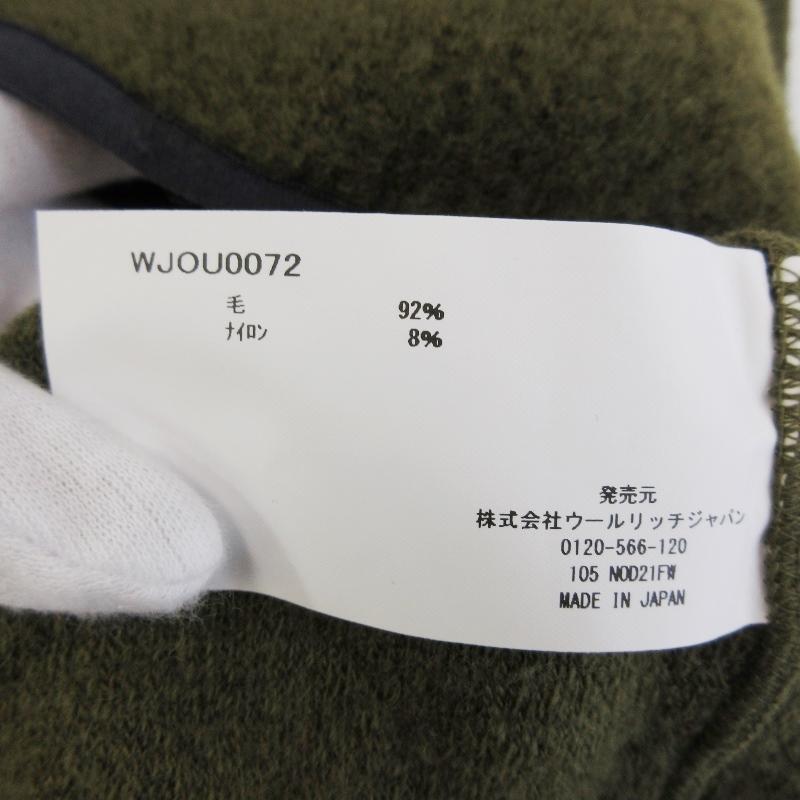 WJOU0072
毛 92%
ﾅｲﾛﾝ 8%
発売元
株式会社ウールリッチジャパン
0120-566-120
105 NOD21FW
MADE IN JAPAN